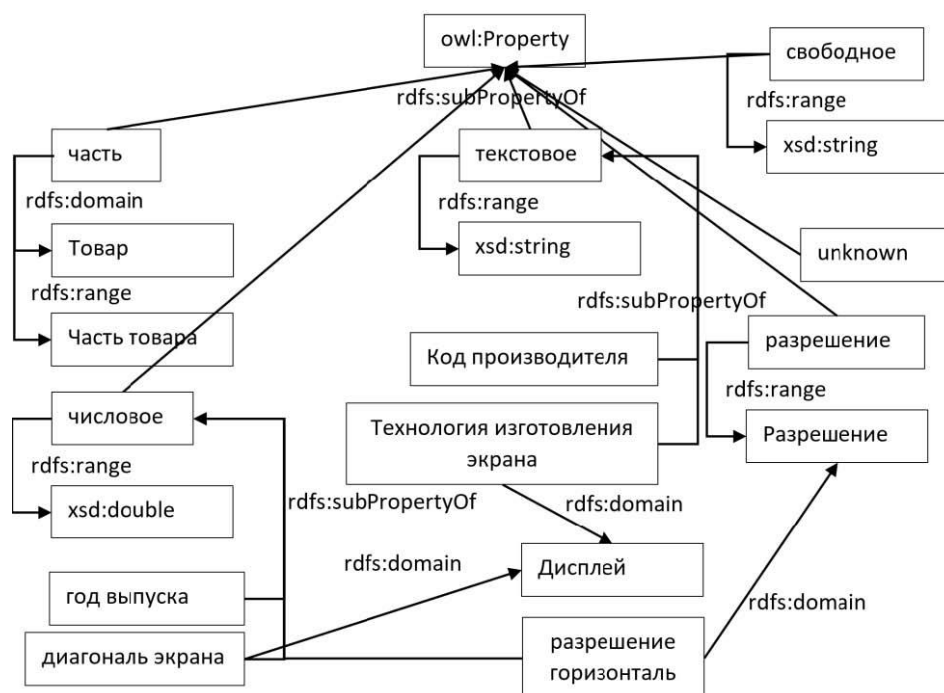 owl:Property
свободное
rdfs:subPropertyOf
rdfs:range
часть
текстовое
xsd:string
rdfs:domain
rdfs:range
Товар
xsd:string
unknown
rdfs:range
rdfs:subPropertyOf
Часть товара
Код производителя
разрешение
rdfs:range
числовое
Технология изготовления
экрана
Разрешение
rdfs:range
xsd:double
rdfs:subPropertyOf
rdfs:domain
rdfs:domain
Дисплей
год выпуска
rdfs:domain
диагональ экрана
разрешение
горизонталь